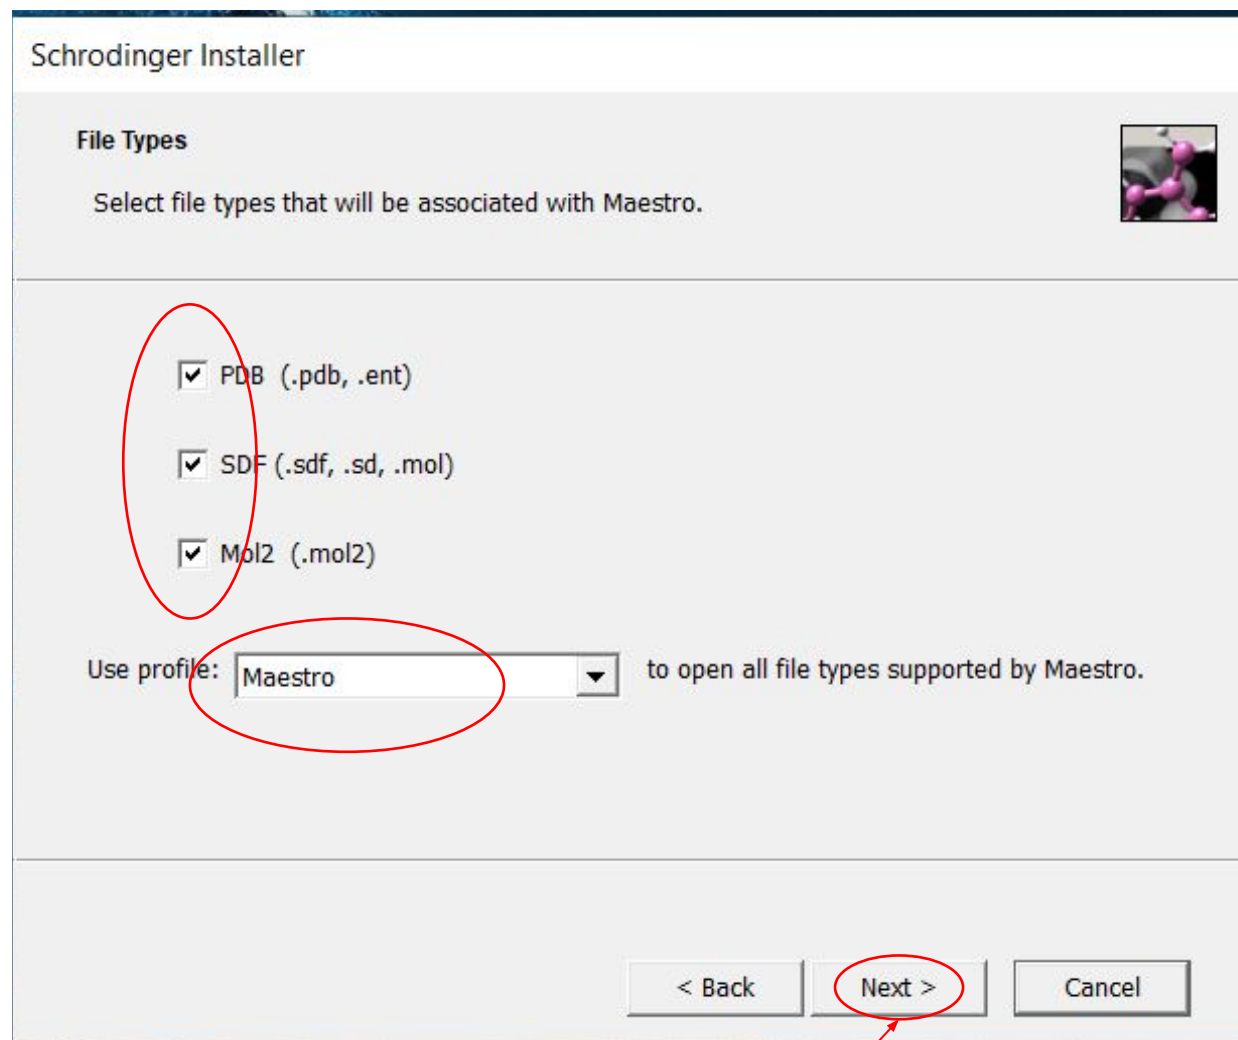 Schrodinger Installer
File Types
Select file types that will be associated with Maestro.
PDB (.pdb, .ent)
SDF (.sdf, .sd, .mol)
Mol2 (.mol2)
Use profile: Maestro to open all file types supported by Maestro.
< Back Next > Cancel